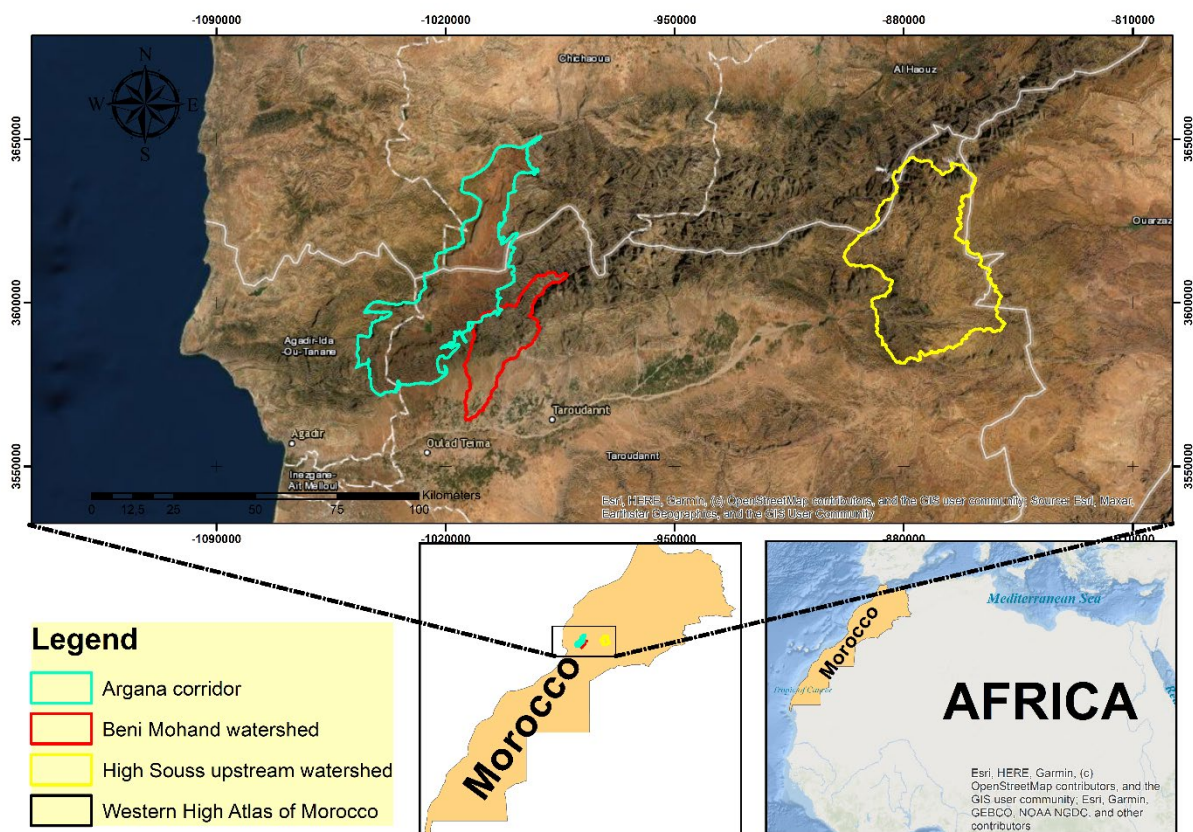 -1090000 -1020000 -950000 -880000 -810000
N
W E
S
Chichaoua
Al Haouz
3650000 3650000
Ouarzaz
3600000 3600000
Agadir-Ida
-Ou-Tanane
Taroudannt
Agadir
Oulad Teima
Taroudannt
3550000 3550000
Inezgane-
Ait Melloul
Kilometers
0 12,5 25 50 75 100
Esri, HERE, Garmin, (c) OpenStreetMap contributors, and the GIS user community; Source: Esri, Maxar,
Earthstar Geographics, and the GIS User Community
-1090000 -1020000 -950000 -880000
Legend
Argana corridor
Beni Mohand watershed
High Souss upstream watershed
Western High Atlas of Morocco
Morocco
Mediterranean Sea
Morocco
Tropic of Cancer
AFRICA
Esri, HERE, Garmin, (c)
OpenStreetMap contributors, and the
GIS user community; Esri, Garmin,
GEBCO, NOAA NGDC, and other
contributors